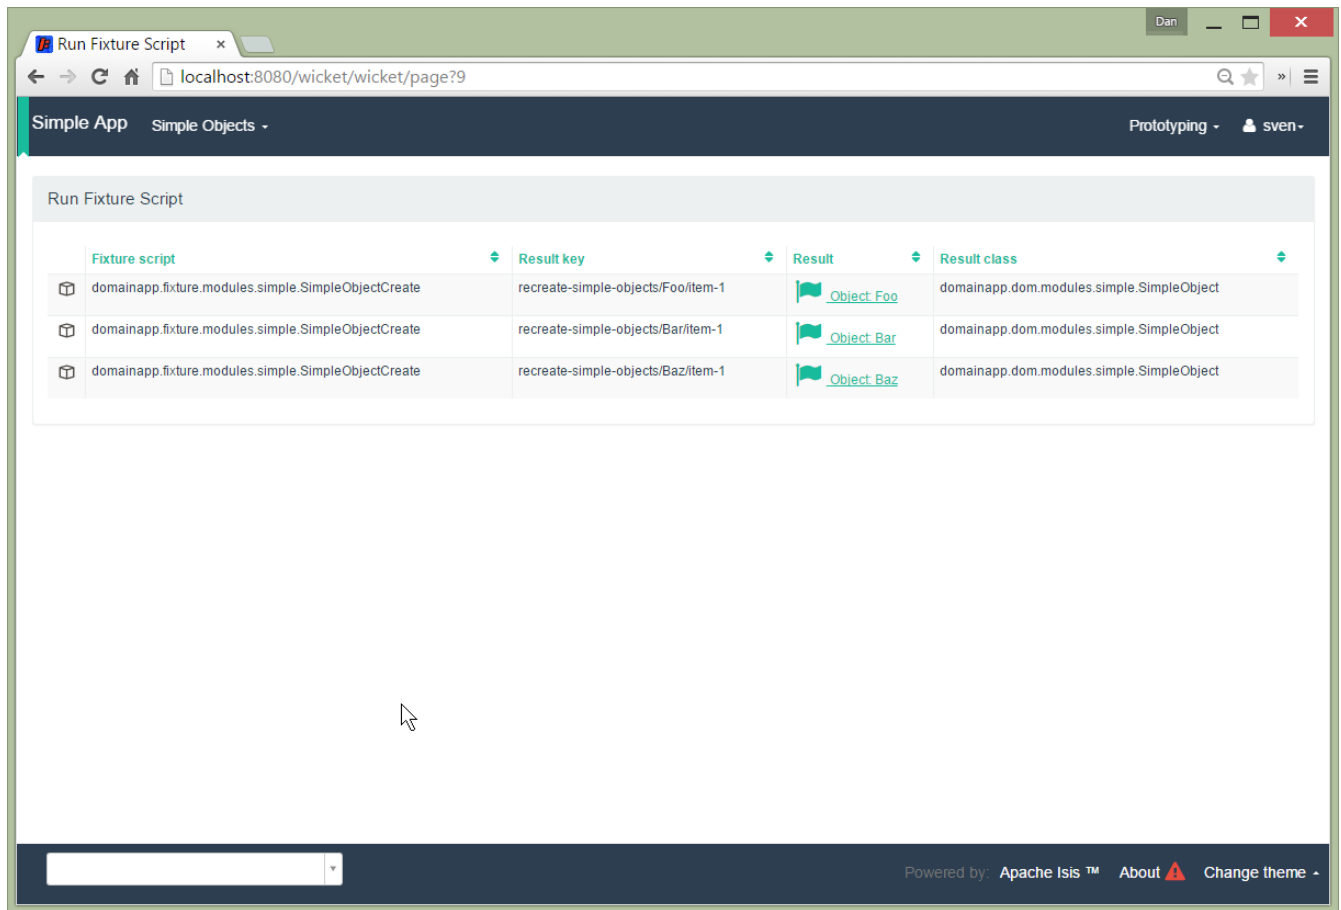 Dan
Run Fixture Script ×
localhost:8080/wicket/wicket/page?9 »
Simple App Simple Objects Prototyping sven
Run Fixture Script
Fixture script Result key Result Result class
domainapp.fixture.modules.simple.SimpleObjectCreate recreate-simple-objects/Foo/item-1 Object: Foo domainapp.dom.modules.simple.SimpleObject
domainapp.fixture.modules.simple.SimpleObjectCreate recreate-simple-objects/Bar/item-1 Object: Bar domainapp.dom.modules.simple.SimpleObject
domainapp.fixture.modules.simple.SimpleObjectCreate recreate-simple-objects/Baz/item-1 Object: Baz domainapp.dom.modules.simple.SimpleObject
Powered by: Apache Isis ™ About Change theme